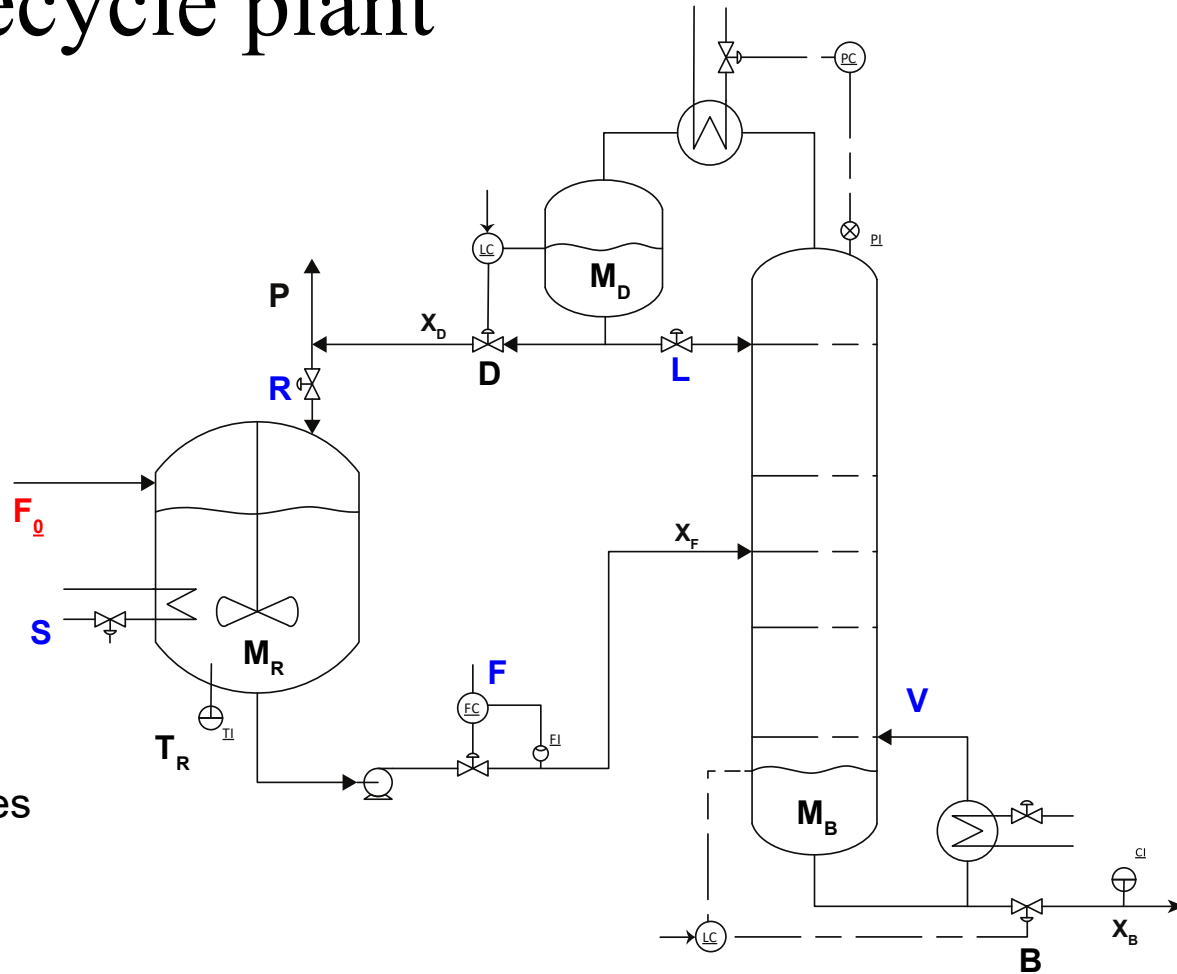 ecycle plant
PC
PI
LC
M_D
P
X_D
D
L
R
F_0
X_F
S
M_R
F
FC
FI
V
TI
T_R
es
M_B
CI
X_B
LC
B